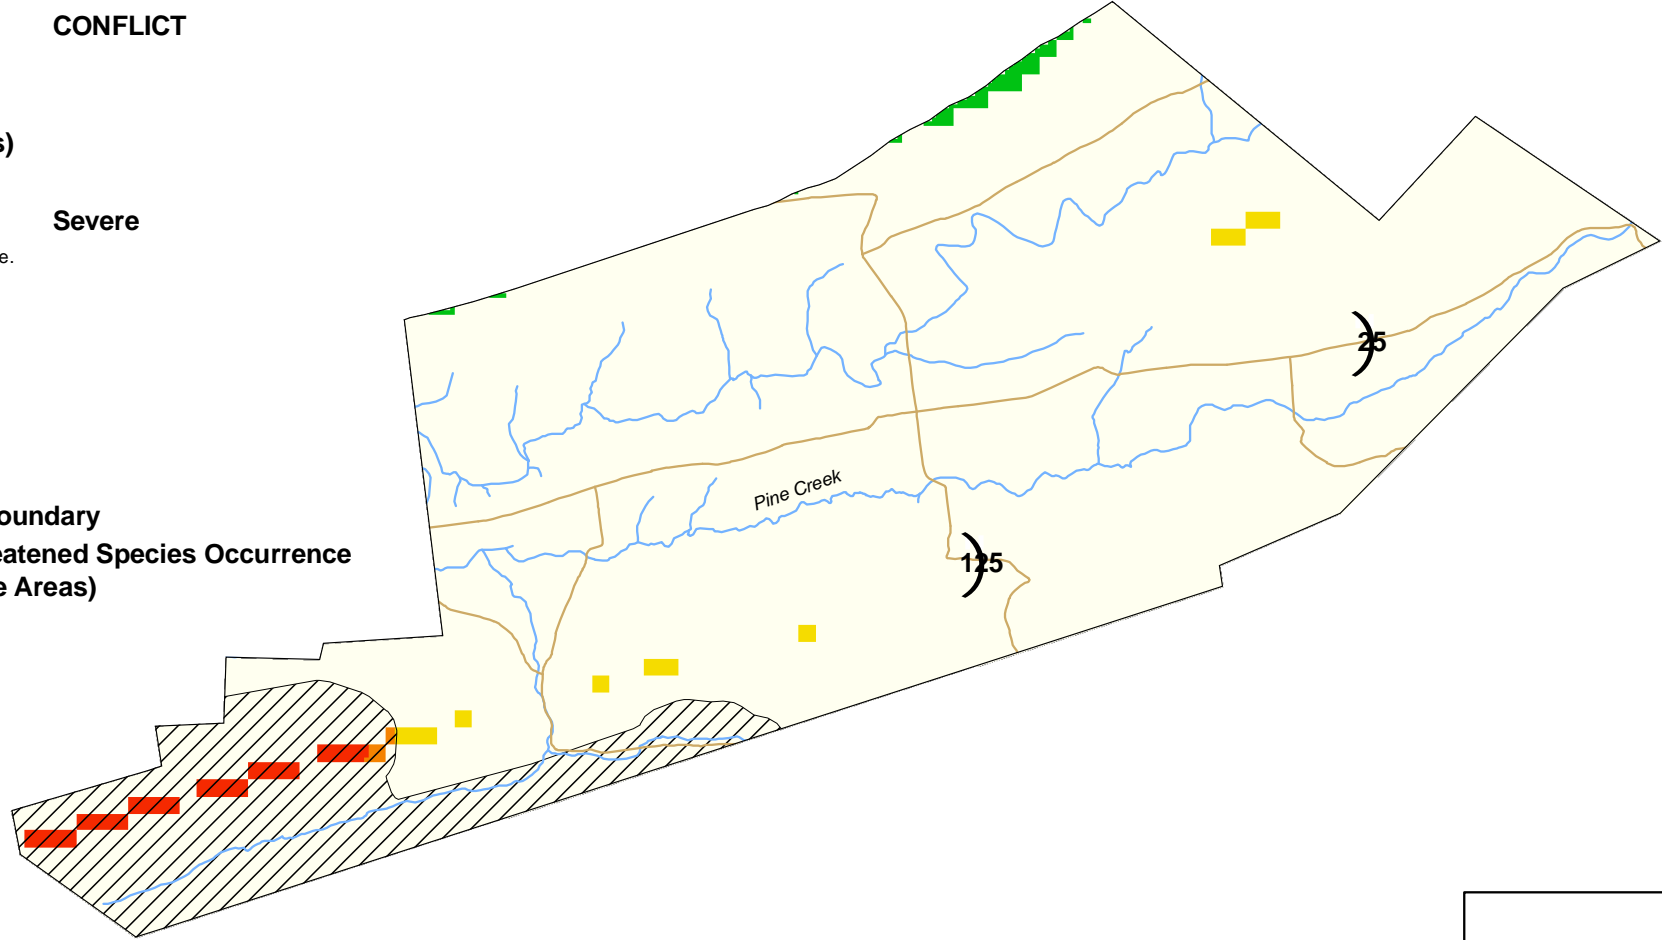 CONFLICT
s)
Severe
e.
oundary
eatened Species Occurrence
e Areas)
Pine Creek
25
125